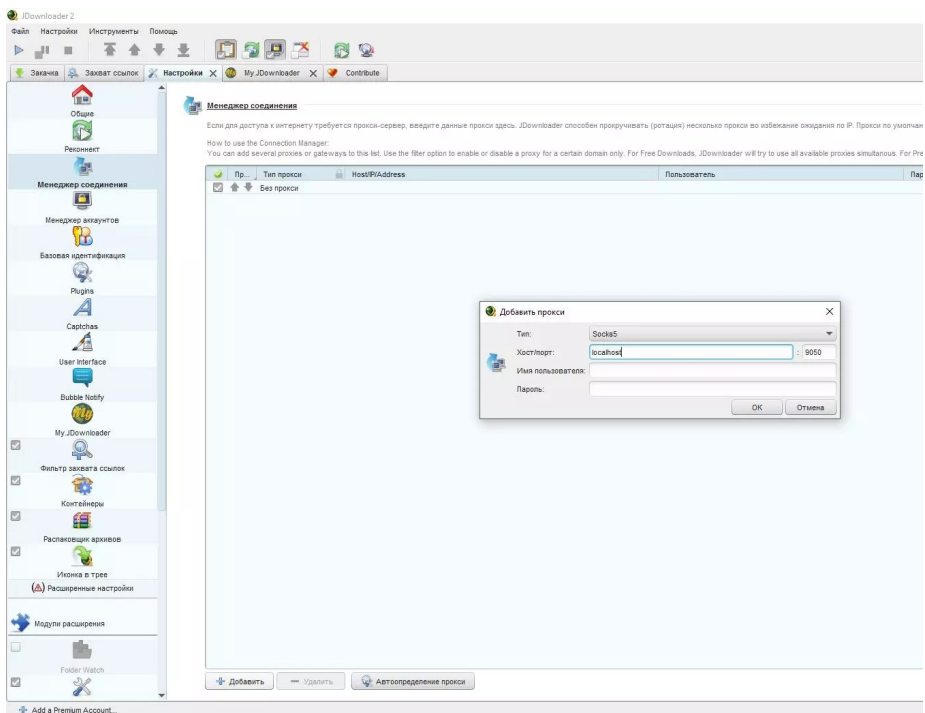 JDownloader 2
Файл Настройки Инструменты Помощь
Закачка Захват ссылок Настройки My.JDownloader Contribute
Общие
Реконнект
Менеджер соединения
Менеджер аккаунтов
Базовая идентификация
Plugins
Captchas
User Interface
Bubble Notify
My.JDownloader
Фильтр захвата ссылок
Контейнеры
Распаковщик архивов
Иконка в трее
Расширенные настройки
Модули расширения
Folder Watch
Add a Premium Account...
Менеджер соединения
Если для доступа к интернету требуется прокси-сервер, введите данные прокси здесь. JDownloader способен прокручивать (ротация) несколько прокси во избежание ожидания по IP. Прокси по умолчан
How to use the Connection Manager:
You can add several proxies or gateways to this list. Use the filter option to enable or disable a proxy for a certain domain only. For Free Downloads, JDownloader will try to use all available proxies simultanous. For Pre
Пр... Тип прокси Host/IP/Address Пользователь Пар
Без прокси
Добавить прокси
Тип: Socks5
Хост/порт: localhost : 9050
Имя пользователя:
Пароль:
OK Отмена
Добавить Удалить Автоопределение прокси